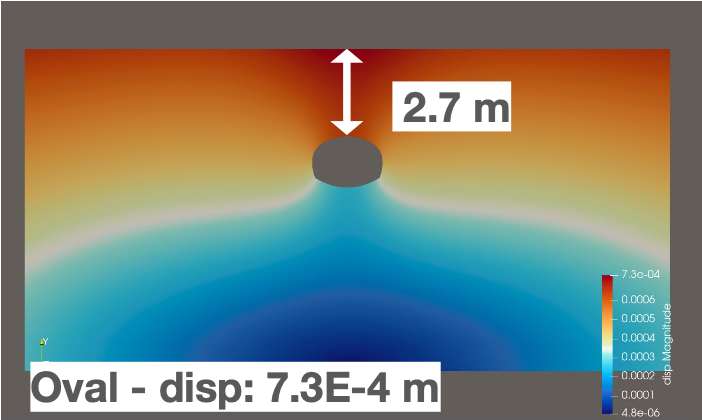 2.7 m
7.3e-04
0.0006
0.0005
0.0004
0.0003
0.0002
0.0001
4.8e-06
disp Magnitude
Y
Oval - disp: 7.3E-4 m